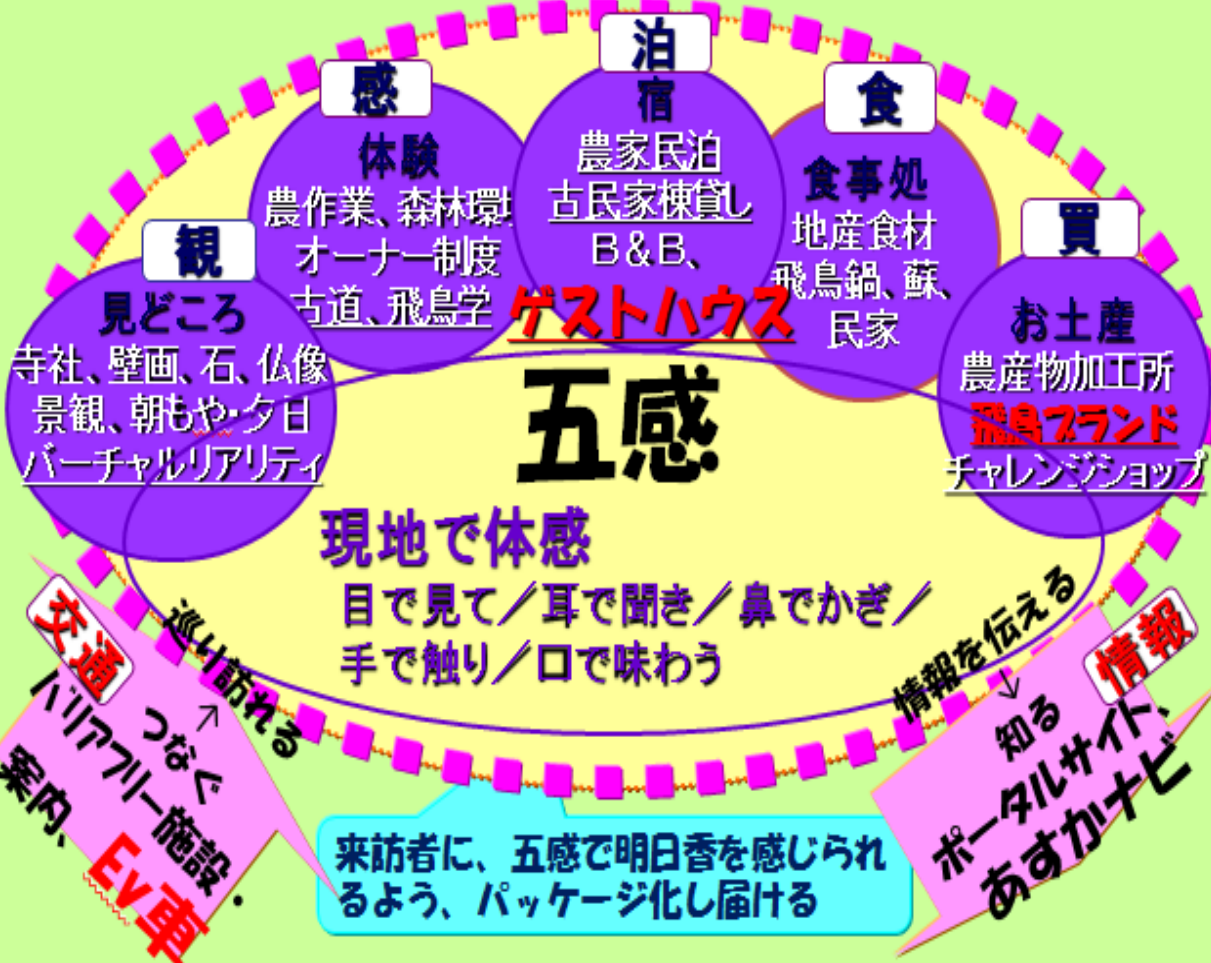 観
見どころ
寺社、壁画、石、仏像
景観、朝もや・夕日
バーチャルリアリティ
感
体験
農作業、森林環境
オーナー制度
古道、飛鳥学
泊
宿
農家民泊
古民家棟貸し
B＆B、
ゲストハウス
食
食事処
地産食材
飛鳥鍋、蘇、
民家
買
お土産
農産物加工所
飛鳥ブランド
チャレンジショップ
五感
現地で体感
目で見て／耳で聞き／鼻でかぎ／
手で触り／口で味わう
交通
巡り訪れる
↑
つなぐ
バリアフリー施設・
案内、Ev車
情報
情報を伝える
↓
知る
ポータルサイト、
あすかナビ
来訪者に、五感で明日香を感じられ
るよう、パッケージ化し届ける